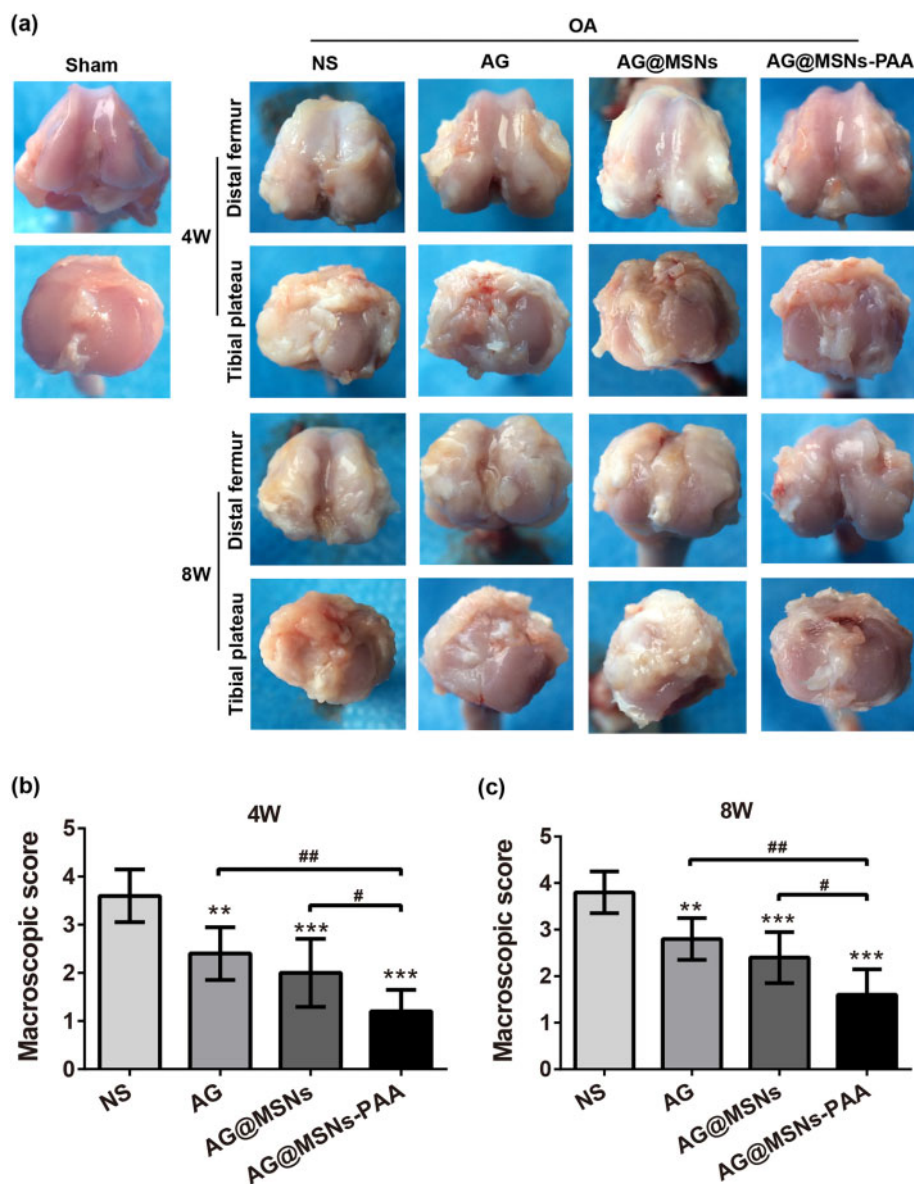 (a)
OA
Sham
NS
AG
AG@MSNs
AG@MSNs-PAA
4W
Distal fermur
Tibial plateau
8W
Distal fermur
Tibial plateau
(b)
4W
Macroscopic score
5
4
3
2
1
0
##
#
**
***
***
NS
AG
AG@MSNs
AG@MSNs-PAA
(c)
8W
Macroscopic score
5
4
3
2
1
0
##
#
**
***
***
NS
AG
AG@MSNs
AG@MSNs-PAA